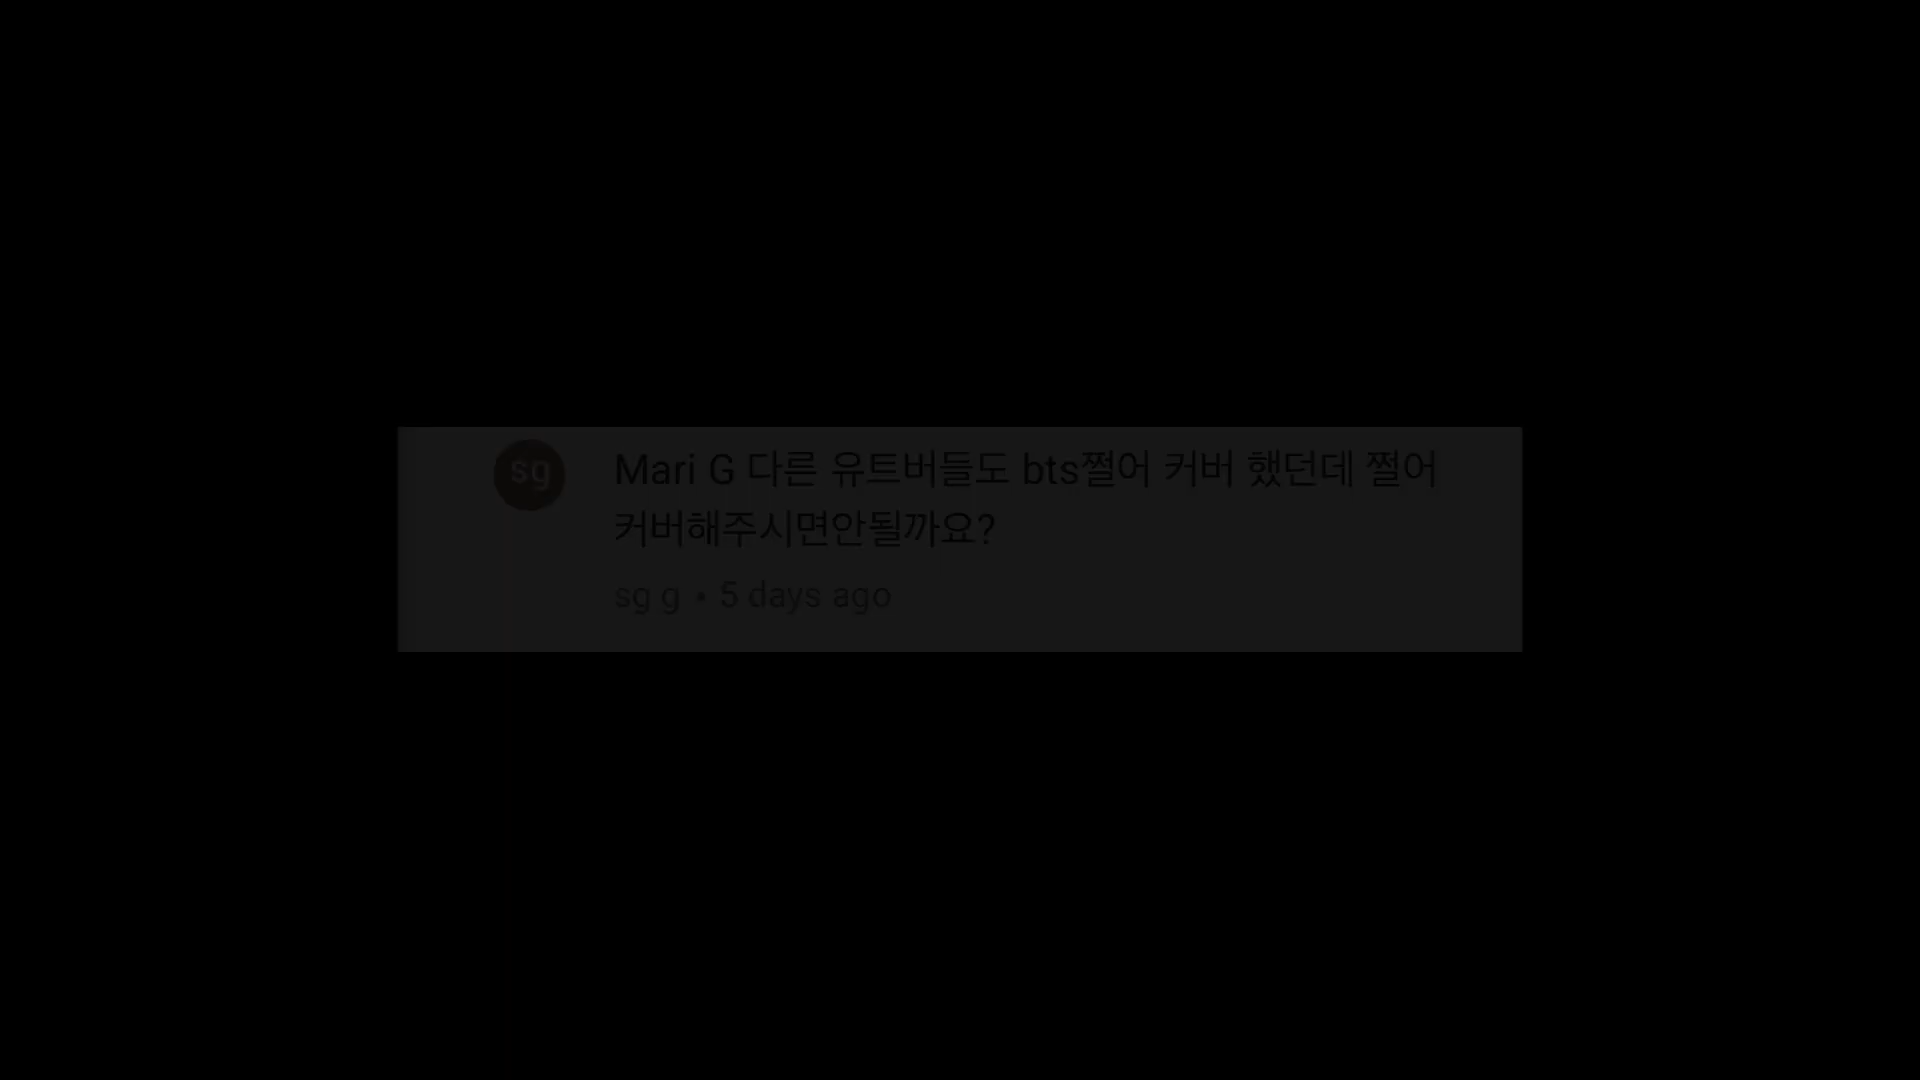 sg
Mari G 다른 유트버들도 bts쩔어 커버 했던데 쩔어
커버해주시면안될까요?
sg g • 5 days ago